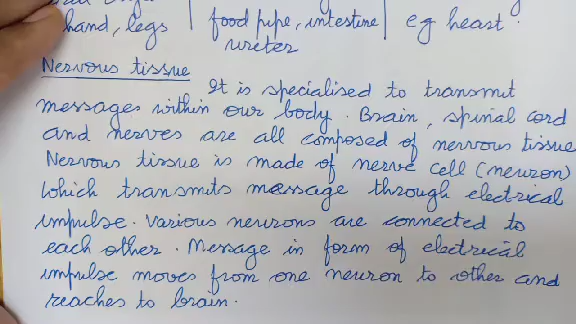 hand, legs | food pipe, intestine | eg heart.
ureter
Nervous tissue
It is specialised to transmit
messages within our body. Brain, spinal cord
and nerves are all composed of nervous tissue
Nervous tissue is made of nerve cell (neuron)
which transmits message through electrical
impulse. Various neurons are connected to
each other. Message in form of electrical
impulse moves from one neuron to other and
reaches to brain.